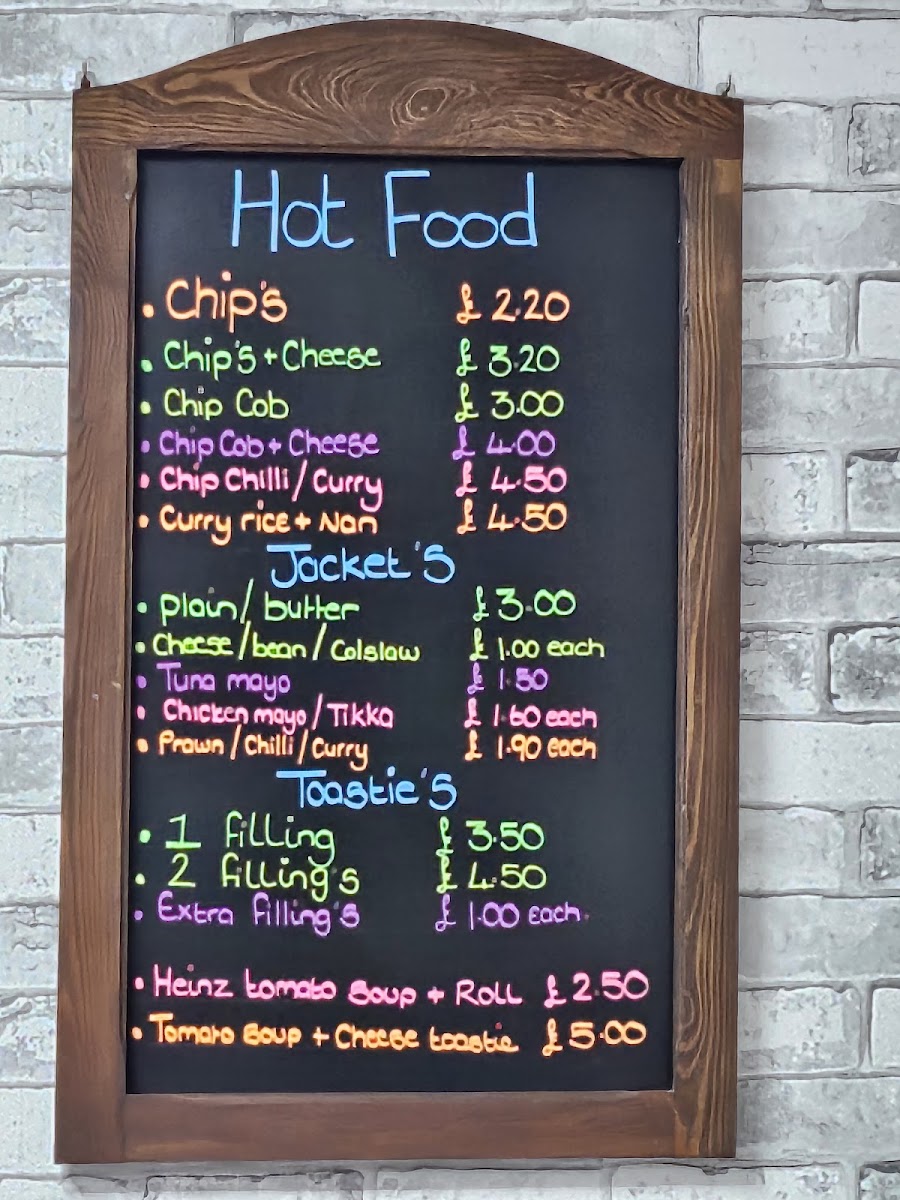 Hot Food
• Chip's £ 2.20
• Chip's + Cheese £ 3.20
• Chip Cob £ 3.00
• Chip Cob + Cheese £ 4.00
• Chip Chilli / Curry £ 4.50
• Curry rice + Nan £ 4.50
Jacket's
• Plain / butter £ 3.00
• Cheese / bean / Colslaw £ 1.00 each
• Tuna mayo £ 1.50
• Chicken mayo / Tikka £ 1.60 each
• Prawn / Chilli / Curry £ 1.90 each
Toastie's
• 1 filling £ 3.50
• 2 filling's £ 4.50
• Extra filling's £ 1.00 Each.
• Heinz tomato Soup + Roll £ 2.50
• Tomato Soup + Cheese toastie £ 5.00